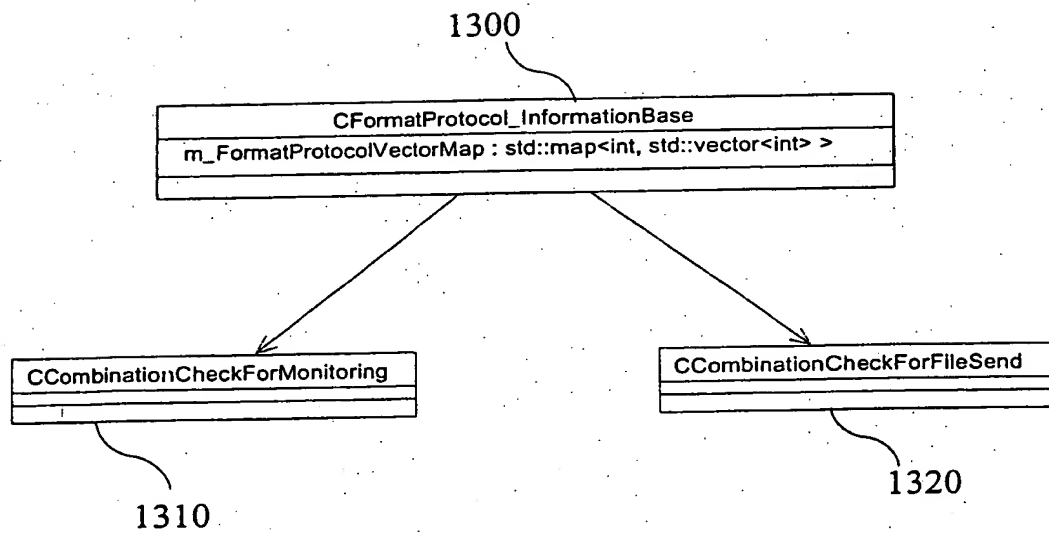 1300
CFormatProtocol_InformationBase
m_FormatProtocolVectorMap : std::map<int, std::vector<int> >
CCombinationCheckForMonitoring
CCombinationCheckForFileSend
1310
1320